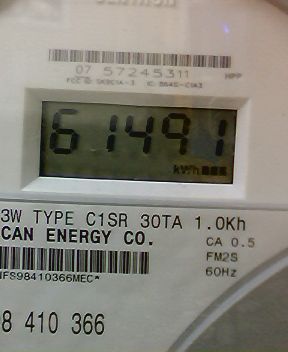 07 57245311
HPP
61491
kWh
3W TYPE C1SR 30TA 1.0Kh
CAN ENERGY CO.
CA 0.5
FM2S
60Hz
IFS98410366MEC*
8 410 366